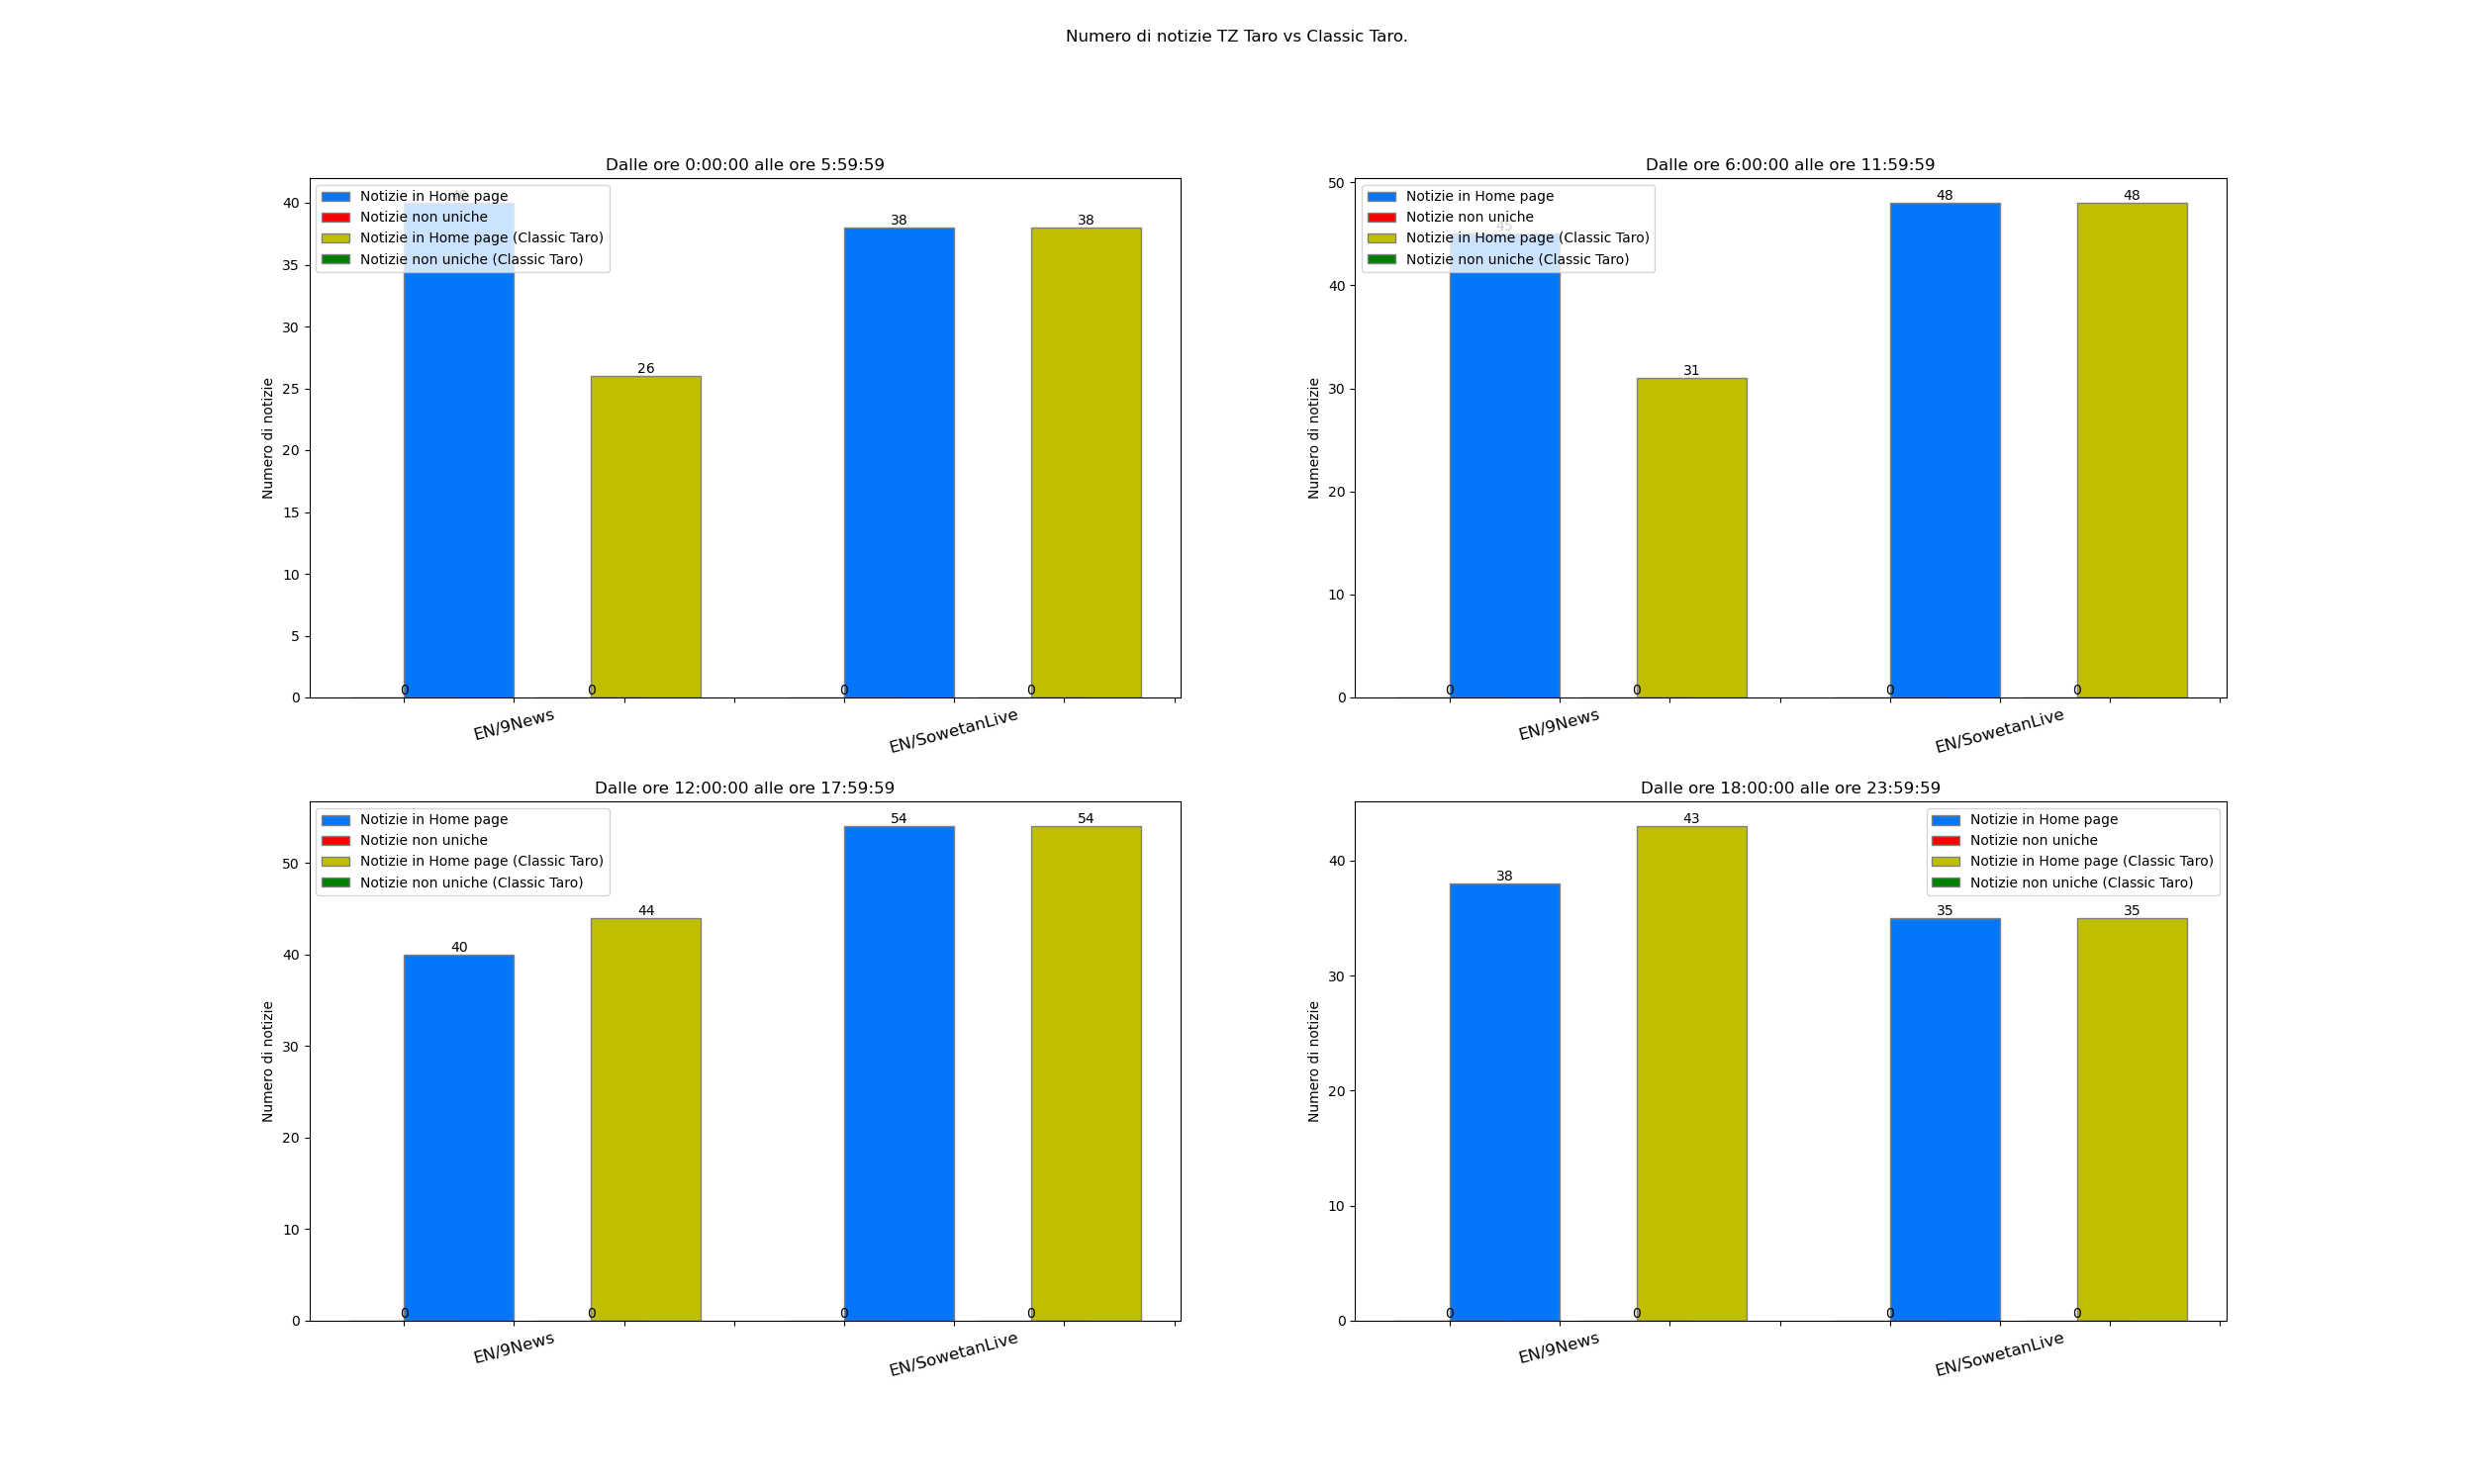 Numero di notizie TZ Taro vs Classic Taro.
Dalle ore 0:00:00 alle ore 5:59:59
Notizie in Home page
Notizie non uniche
Notizie in Home page (Classic Taro)
Notizie non uniche (Classic Taro)
Numero di notizie
40
35
30
25
20
15
10
5
0
40
26
38
38
0
0
0
0
EN/9News
EN/SowetanLive
Dalle ore 6:00:00 alle ore 11:59:59
Notizie in Home page
Notizie non uniche
Notizie in Home page (Classic Taro)
Notizie non uniche (Classic Taro)
Numero di notizie
50
40
30
20
10
0
45
31
48
48
0
0
0
0
EN/9News
EN/SowetanLive
Dalle ore 12:00:00 alle ore 17:59:59
Notizie in Home page
Notizie non uniche
Notizie in Home page (Classic Taro)
Notizie non uniche (Classic Taro)
Numero di notizie
50
40
30
20
10
0
40
44
54
54
0
0
0
0
EN/9News
EN/SowetanLive
Dalle ore 18:00:00 alle ore 23:59:59
Notizie in Home page
Notizie non uniche
Notizie in Home page (Classic Taro)
Notizie non uniche (Classic Taro)
Numero di notizie
40
30
20
10
0
38
43
35
35
0
0
0
0
EN/9News
EN/SowetanLive